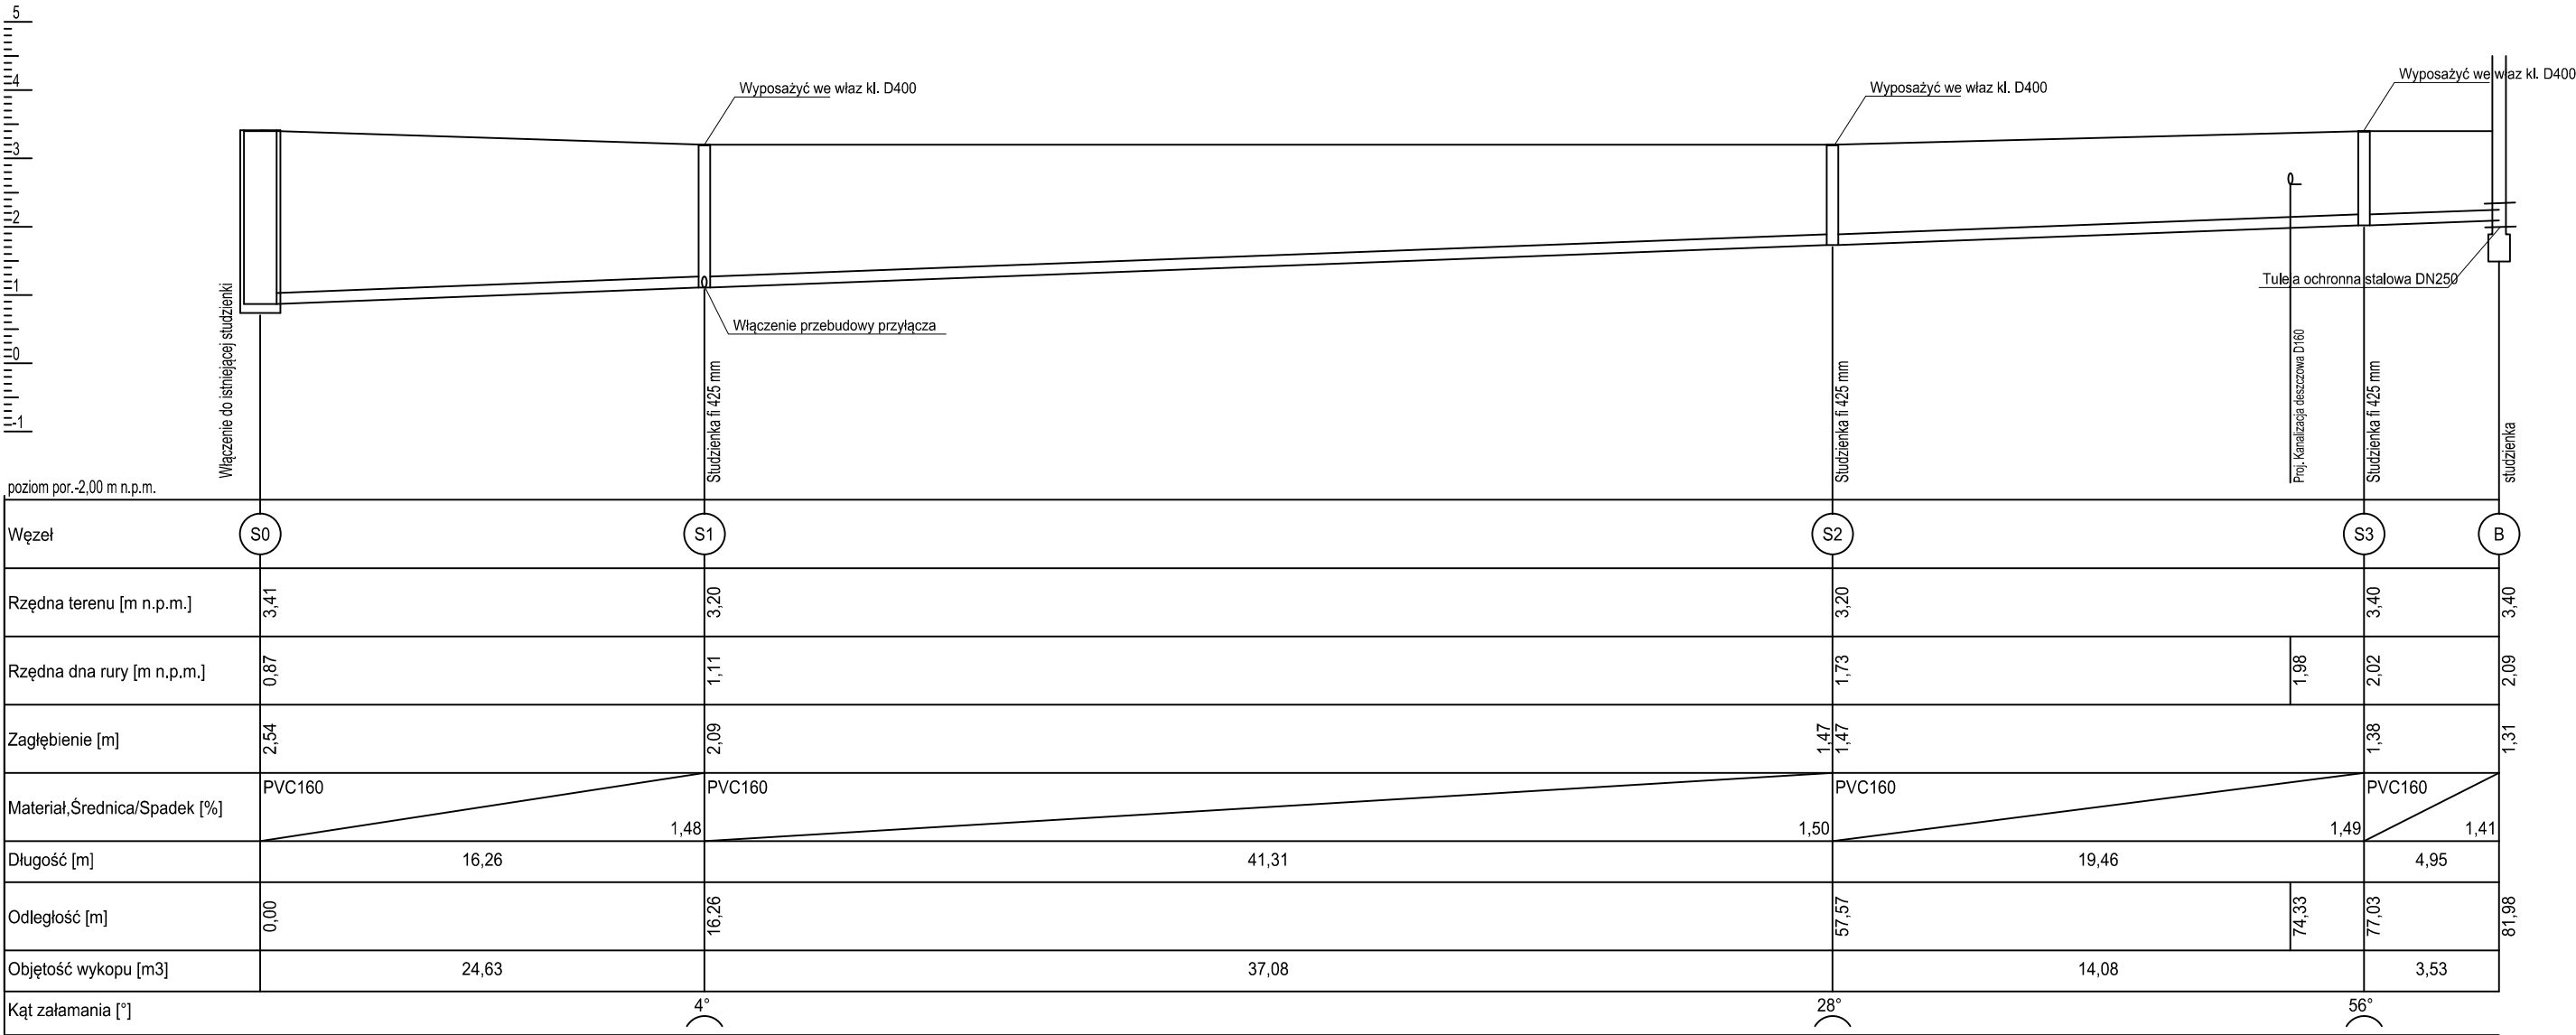 5
4
3
2
1
0
-1
Wyposażyć we właz kl. D400
Wyposażyć we właz kl. D400
Wyposażyć we właz kl. D400
Włączenie przebudowy przyłącza
Tuleja ochronna stalowa DN250
Włączenie do istniejącej studzienki
Studzienka fi 425 mm
Studzienka fi 425 mm
Proj. Kanalizacja deszczowa D160
Studzienka fi 425 mm
studzienka
poziom por.-2,00 m n.p.m.
Węzeł S0 S1 S2 S3 B
Rzędna terenu [m n.p.m.] 3,41 3,20 3,20 3,40 3,40
Rzędna dna rury [m n.p.m.] 0,87 1,11 1,73 1,98 2,02 2,09
Zagłębienie [m] 2,54 2,09 1,47 1,47 1,38 1,31
Materiał,Średnica/Spadek [%] PVC160 1,48 PVC160 1,50 PVC160 1,49 PVC160 1,41
Długość [m] 16,26 41,31 19,46 4,95
Odległość [m] 0,00 16,26 57,57 74,33 77,03 81,98
Objętość wykopu [m3] 24,63 37,08 14,08 3,53
Kąt załamania [°] 4° 28° 56°